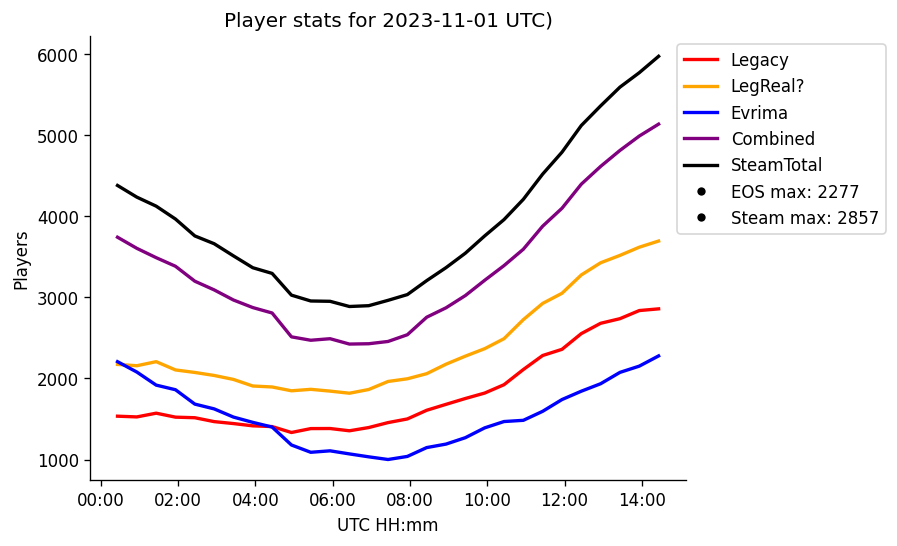 Player stats for 2023-11-01 UTC)
Legacy
LegReal?
Evrima
Combined
SteamTotal
EOS max: 2277
Steam max: 2857
Players
6000
5000
4000
3000
2000
1000
00:00 02:00 04:00 06:00 08:00 10:00 12:00 14:00
UTC HH:mm